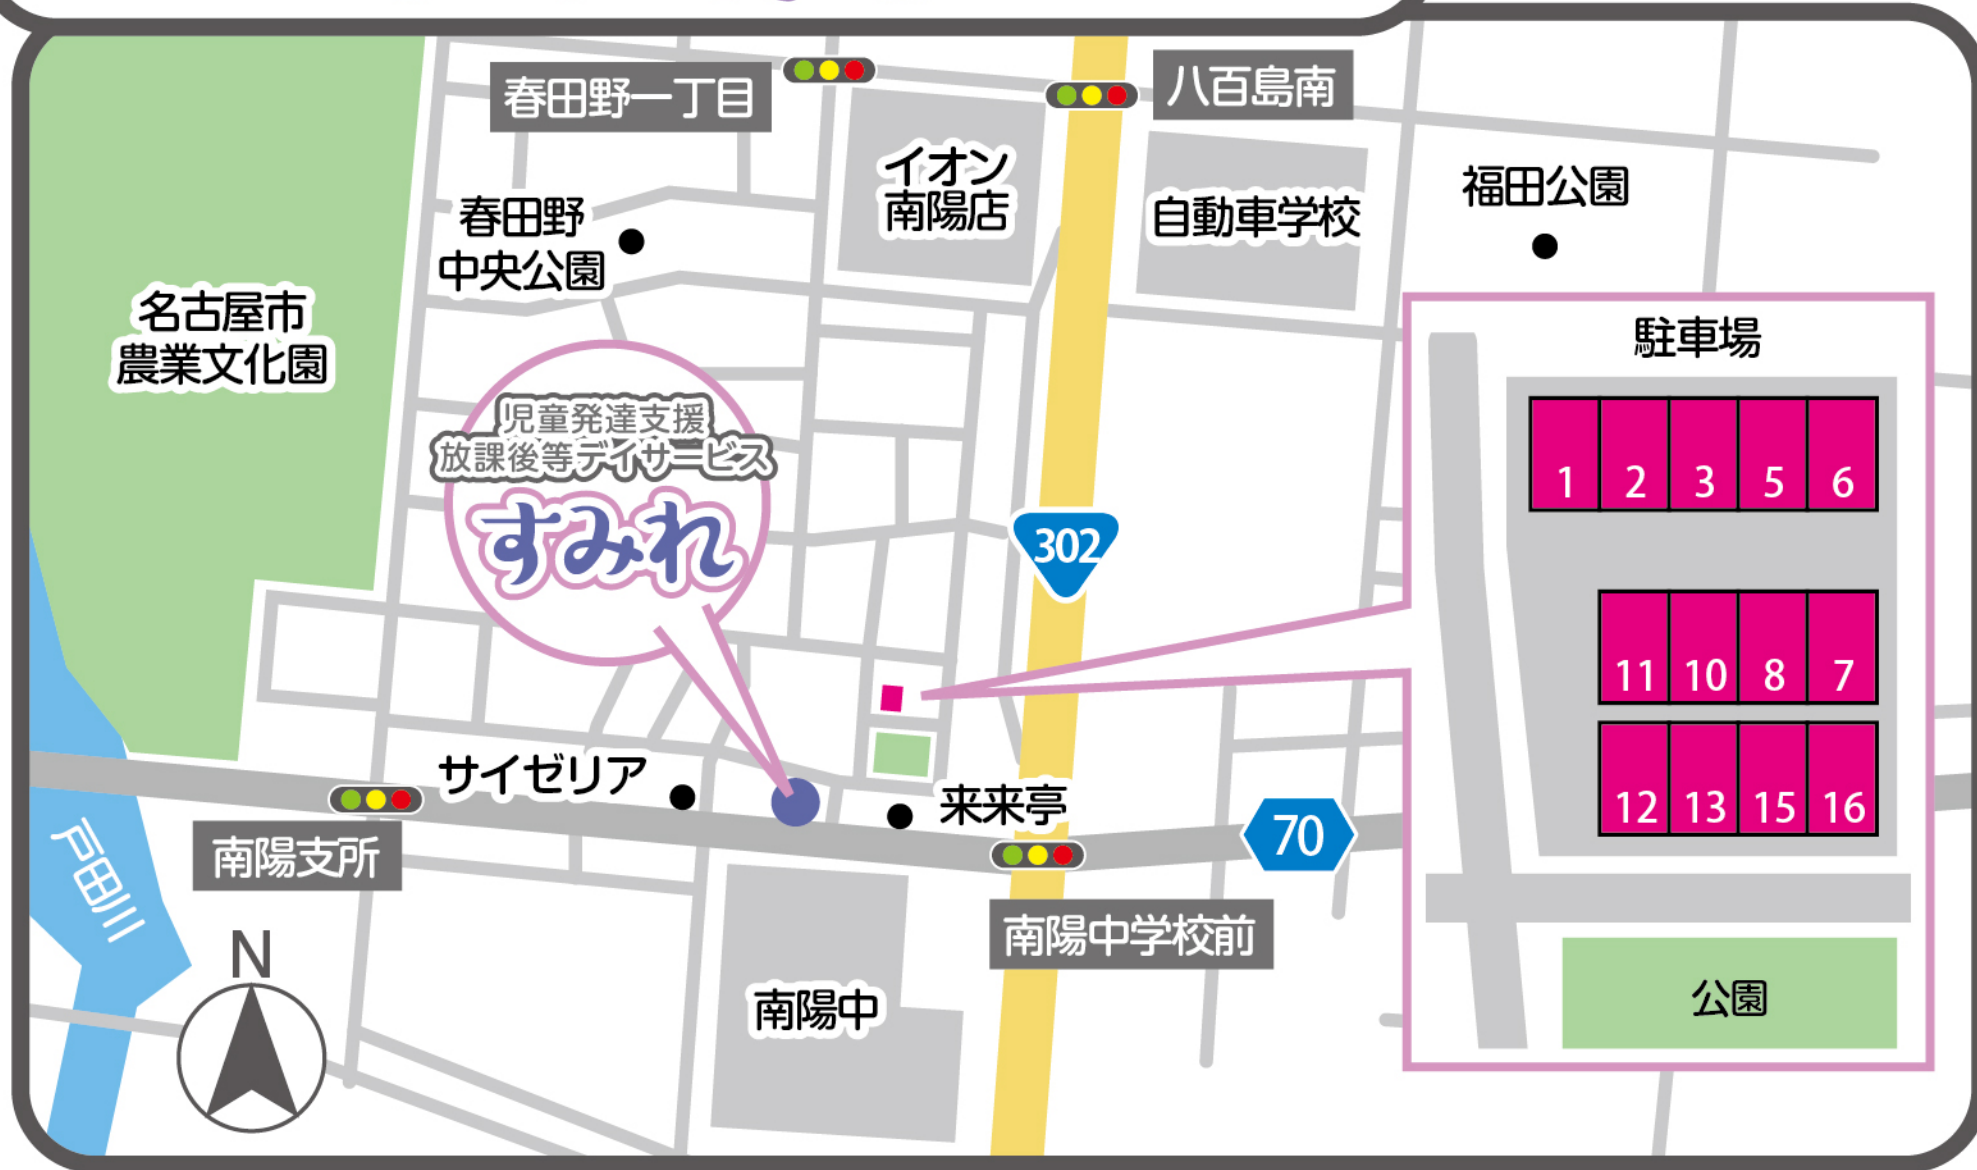 春田野一丁目
八百島南
イオン
南陽店
自動車学校
福田公園
春田野
中央公園
名古屋市
農業文化園
駐車場
児童発達支援
放課後等デイサービス
すみれ
302
1 2 3 5 6
11 10 8 7
12 13 15 16
サイゼリア
来来亭
70
南陽支所
戸田川
南陽中学校前
N
南陽中
公園